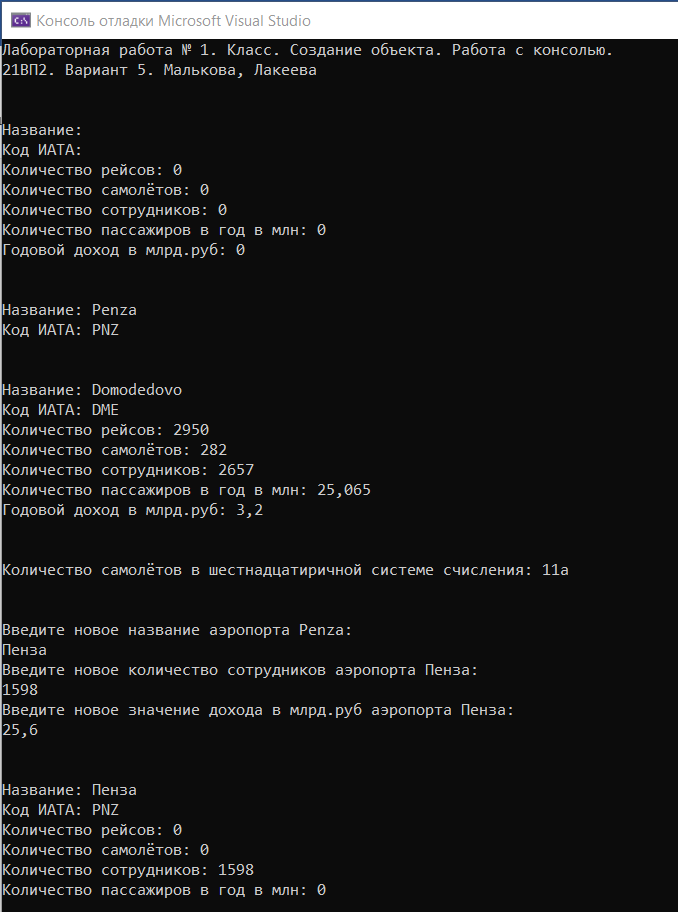 C:\ Консоль отладки Microsoft Visual Studio
Лабораторная работа № 1. Класс. Создание объекта. Работа с консолью.
21ВП2. Вариант 5. Малькова, Лакеева
Название:
Код ИАТА:
Количество рейсов: 0
Количество самолётов: 0
Количество сотрудников: 0
Количество пассажиров в год в млн: 0
Годовой доход в млрд.руб: 0
Название: Penza
Код ИАТА: PNZ
Название: Domodedovo
Код ИАТА: DME
Количество рейсов: 2950
Количество самолётов: 282
Количество сотрудников: 2657
Количество пассажиров в год в млн: 25,065
Годовой доход в млрд.руб: 3,2
Количество самолётов в шестнадцатиричной системе счисления: 11a
Введите новое название аэропорта Penza:
Пенза
Введите новое количество сотрудников аэропорта Пенза:
1598
Введите новое значение дохода в млрд.руб аэропорта Пенза:
25,6
Название: Пенза
Код ИАТА: PNZ
Количество рейсов: 0
Количество самолётов: 0
Количество сотрудников: 1598
Количество пассажиров в год в млн: 0